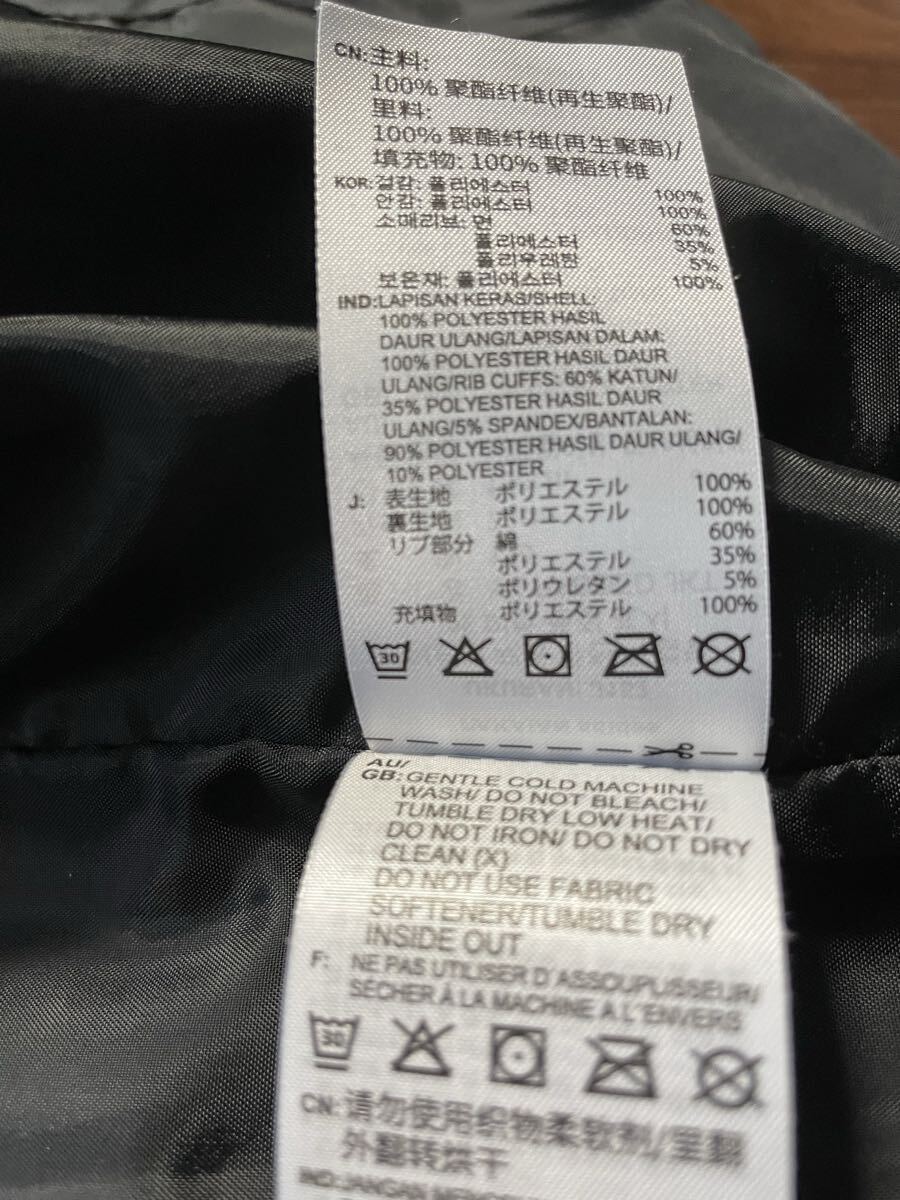 CN: 主料:
100% 聚酯纤维(再生聚酯)/
里料:
100% 聚酯纤维(再生聚酯)/
填充物: 100% 聚酯纤维
KOR: 겉감: 폴리에스터 100%
안감: 폴리에스터 100%
소매리브: 면 60%
폴리에스터 35%
폴리우레탄 5%
보온재: 폴리에스터 100%
IND: LAPISAN KERAS/SHELL:
100% POLYESTER HASIL
DAUR ULANG/LAPISAN DALAM:
100% POLYESTER HASIL DAUR
ULANG/RIB CUFFS: 60% KATUN/
35% POLYESTER HASIL DAUR
ULANG/5% SPANDEX/BANTALAN:
90% POLYESTER HASIL DAUR ULANG/
10% POLYESTER
J: 表生地 ポリエステル 100%
裏生地 ポリエステル 100%
リブ部分 綿 60%
ポリエステル 35%
ポリウレタン 5%
充填物 ポリエステル 100%
30
AU/
GB: GENTLE COLD MACHINE
WASH/ DO NOT BLEACH/
TUMBLE DRY LOW HEAT/
DO NOT IRON/ DO NOT DRY
CLEAN (X)
DO NOT USE FABRIC
SOFTENER/TUMBLE DRY
INSIDE OUT
F: NE PAS UTILISER D'ASSOUPLISSEUR/
SÉCHER À LA MACHINE À L'ENVERS
30
CN: 请勿使用织物柔软剂/里翻
外翻转烘干
IND: JANGAN